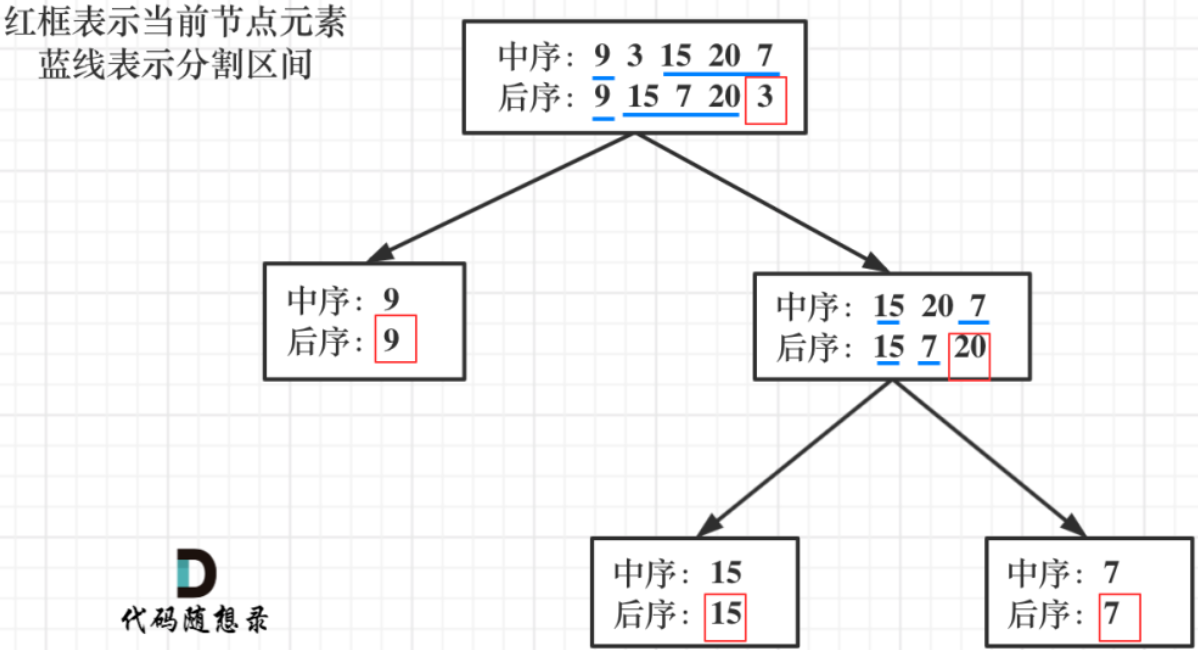 红框表示当前节点元素
蓝线表示分割区间
中序: 9 3 15 20 7
后序: 9 15 7 20 3
中序: 9
后序: 9
中序: 15 20 7
后序: 15 7 20
中序: 15
后序: 15
中序: 7
后序: 7
代码随想录